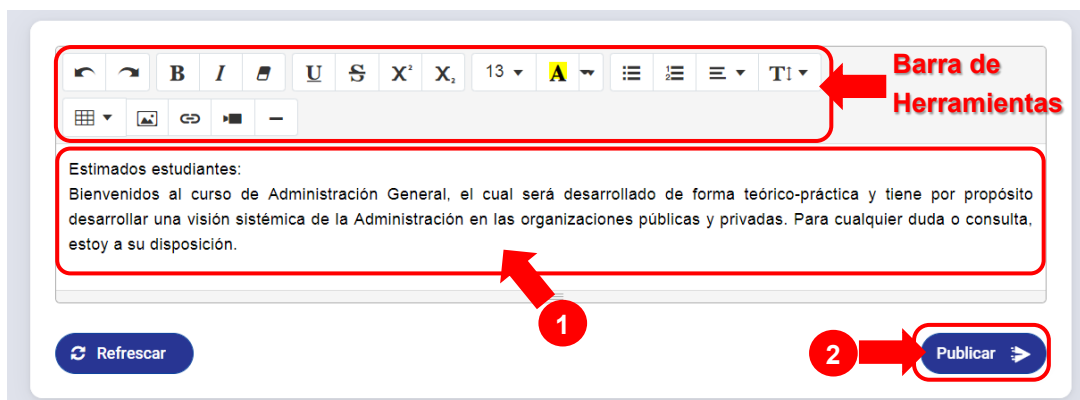 B I U S X² X₂ 13 A T
Barra de
Herramientas
Estimados estudiantes:
Bienvenidos al curso de Administración General, el cual será desarrollado de forma teórico-práctica y tiene por propósito
desarrollar una visión sistémica de la Administración en las organizaciones públicas y privadas. Para cualquier duda o consulta,
estoy a su disposición.
1
Refrescar
2
Publicar